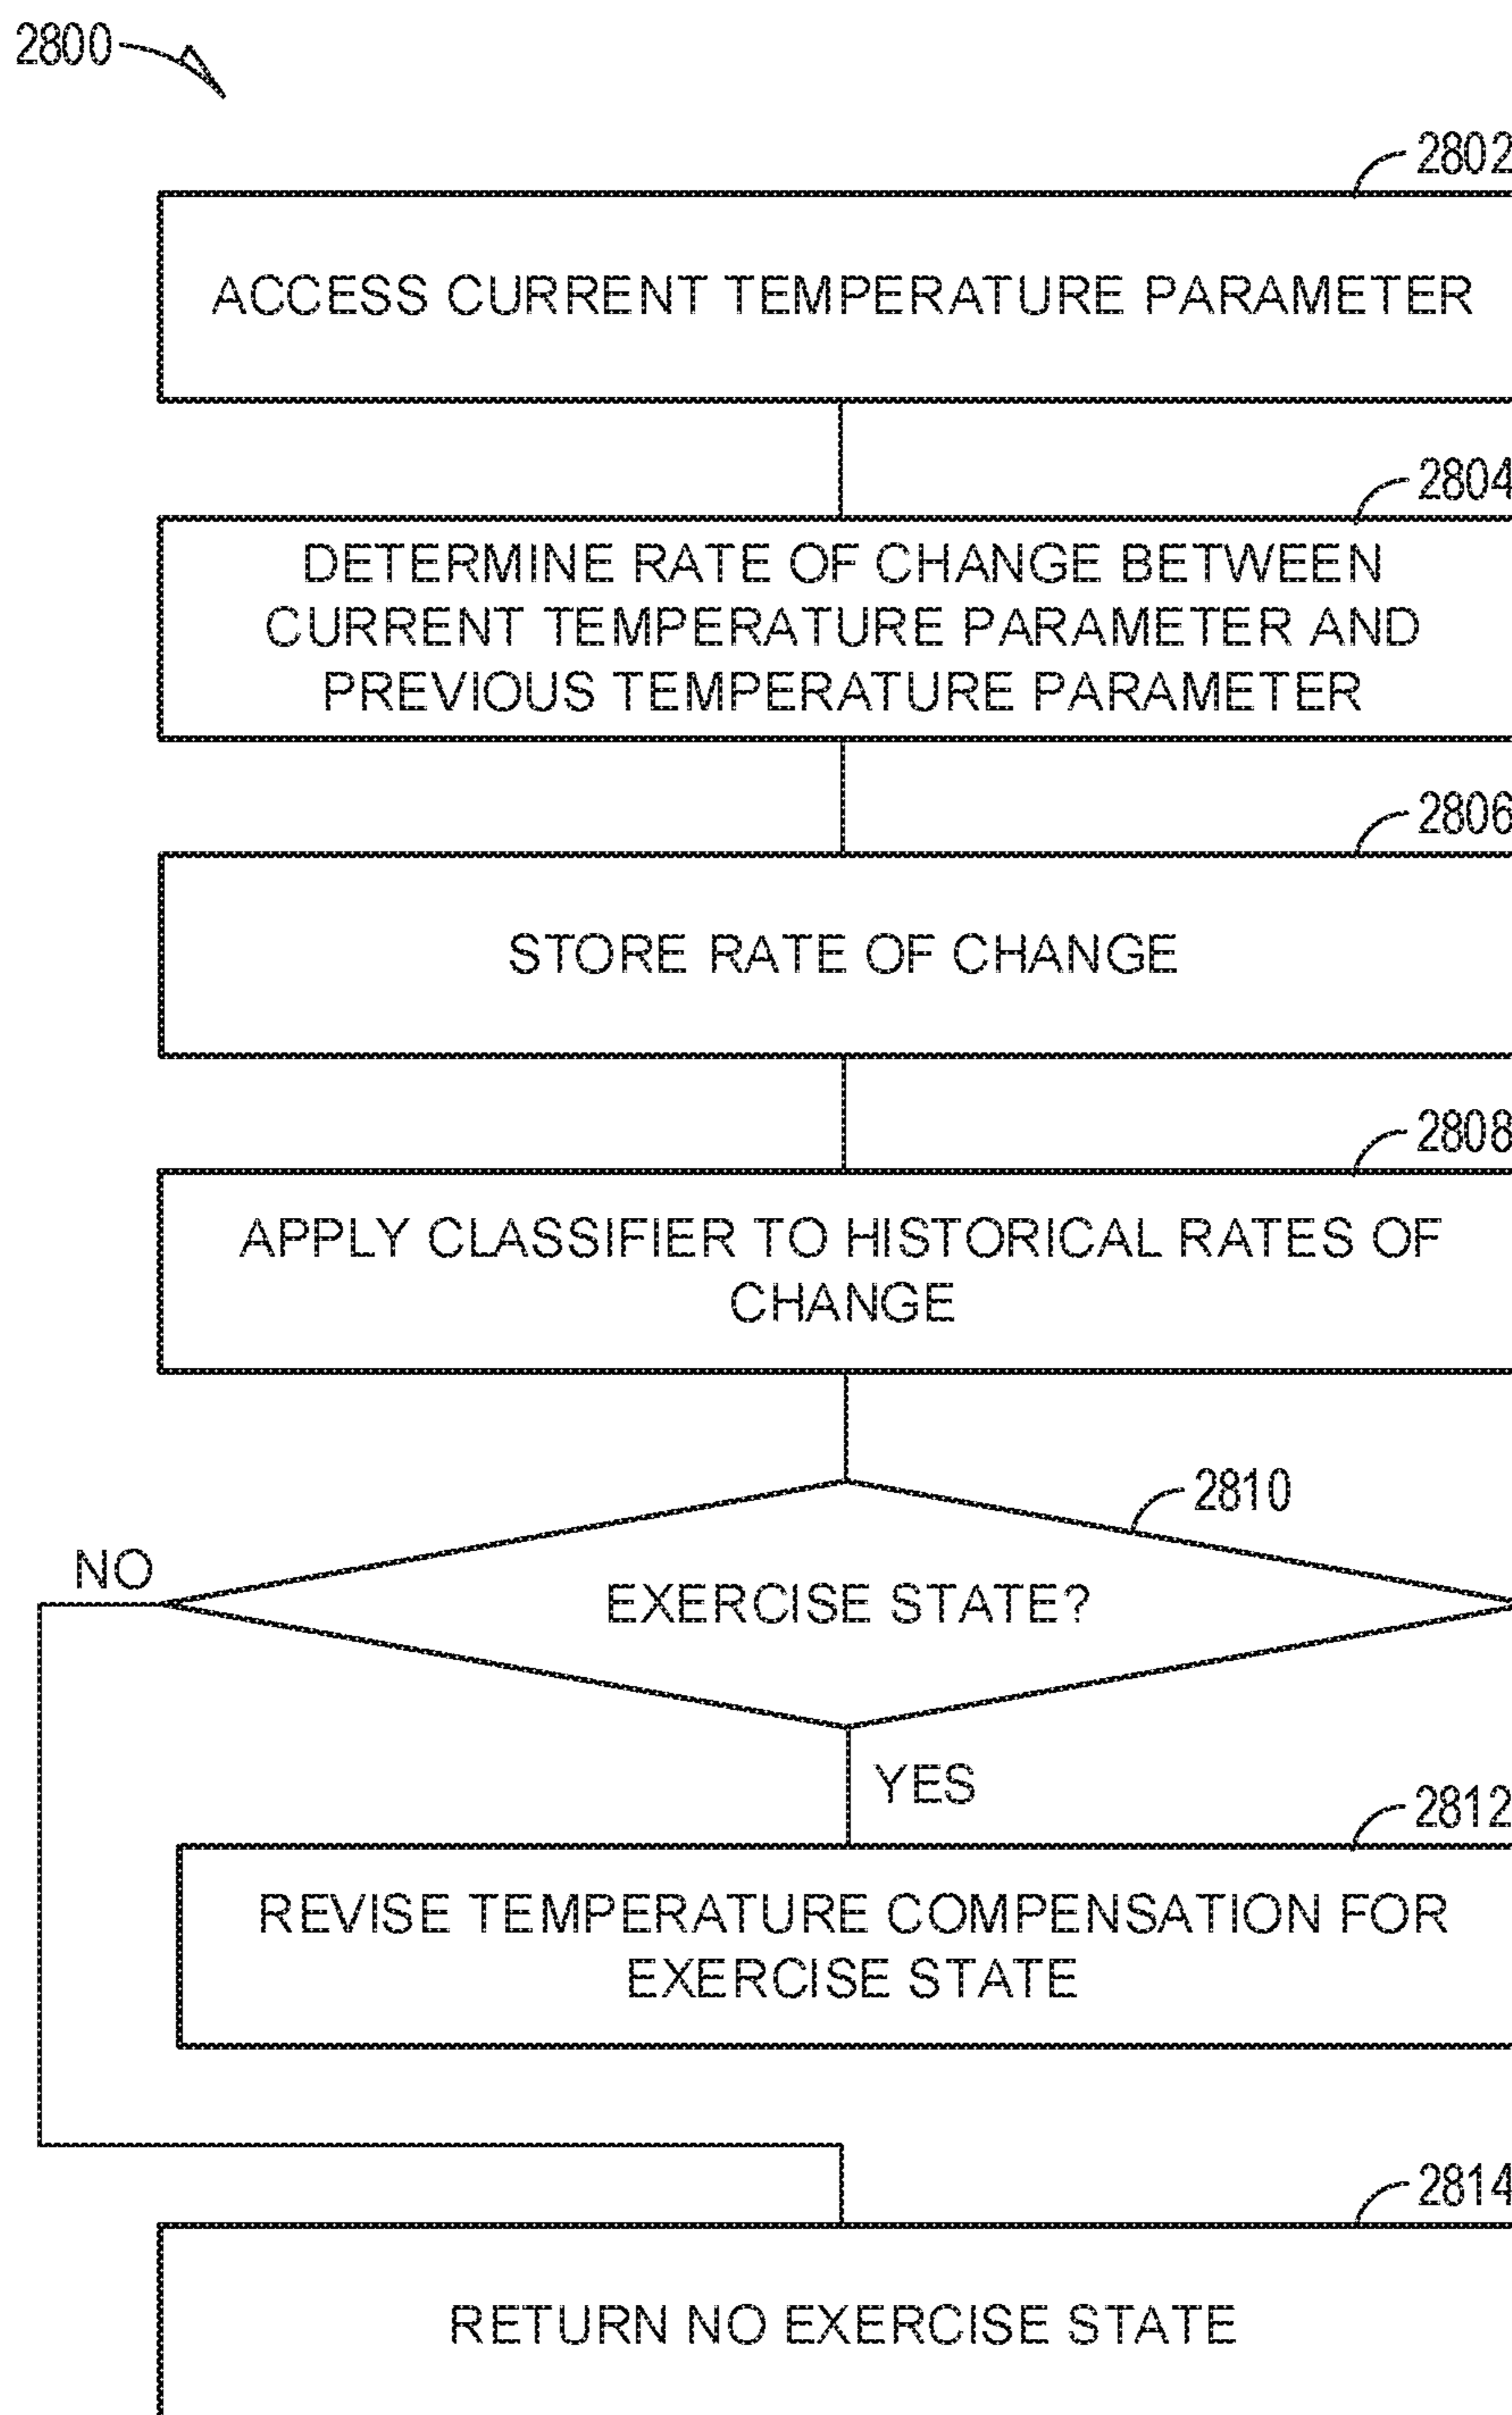 2800
2802
ACCESS CURRENT TEMPERATURE PARAMETER
2804
DETERMINE RATE OF CHANGE BETWEEN
CURRENT TEMPERATURE PARAMETER AND
PREVIOUS TEMPERATURE PARAMETER
2806
STORE RATE OF CHANGE
2808
APPLY CLASSIFIER TO HISTORICAL RATES OF
CHANGE
2810
NO
EXERCISE STATE?
YES
2812
REVISE TEMPERATURE COMPENSATION FOR
EXERCISE STATE
2814
RETURN NO EXERCISE STATE